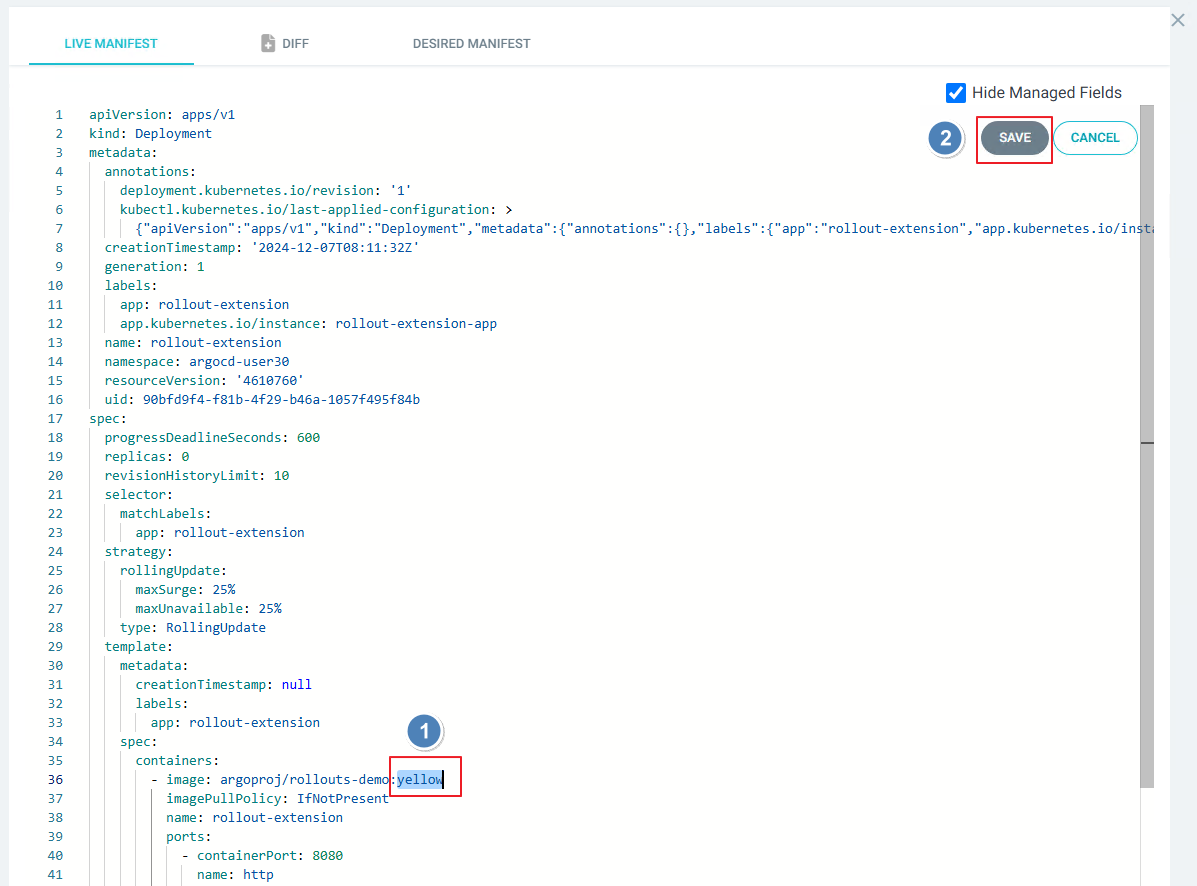 LIVE MANIFEST DIFF DESIRED MANIFEST
Hide Managed Fields
2 SAVE CANCEL
1 apiVersion: apps/v1
2 kind: Deployment
3 metadata:
4 annotations:
5 deployment.kubernetes.io/revision: '1'
6 kubectl.kubernetes.io/last-applied-configuration: >
7 {"apiVersion":"apps/v1","kind":"Deployment","metadata":{"annotations":{},"labels":{"app":"rollout-extension","app.kubernetes.io/insta
8 creationTimestamp: '2024-12-07T08:11:32Z'
9 generation: 1
10 labels:
11 app: rollout-extension
12 app.kubernetes.io/instance: rollout-extension-app
13 name: rollout-extension
14 namespace: argocd-user30
15 resourceVersion: '4610760'
16 uid: 90bfd9f4-f81b-4f29-b46a-1057f495f84b
17 spec:
18 progressDeadlineSeconds: 600
19 replicas: 0
20 revisionHistoryLimit: 10
21 selector:
22 matchLabels:
23 app: rollout-extension
24 strategy:
25 rollingUpdate:
26 maxSurge: 25%
27 maxUnavailable: 25%
28 type: RollingUpdate
29 template:
30 metadata:
31 creationTimestamp: null
32 labels:
33 app: rollout-extension
34 spec:
1
35 containers:
36 - image: argoproj/rollouts-demo:yellow
37 imagePullPolicy: IfNotPresent
38 name: rollout-extension
39 ports:
40 - containerPort: 8080
41 name: http